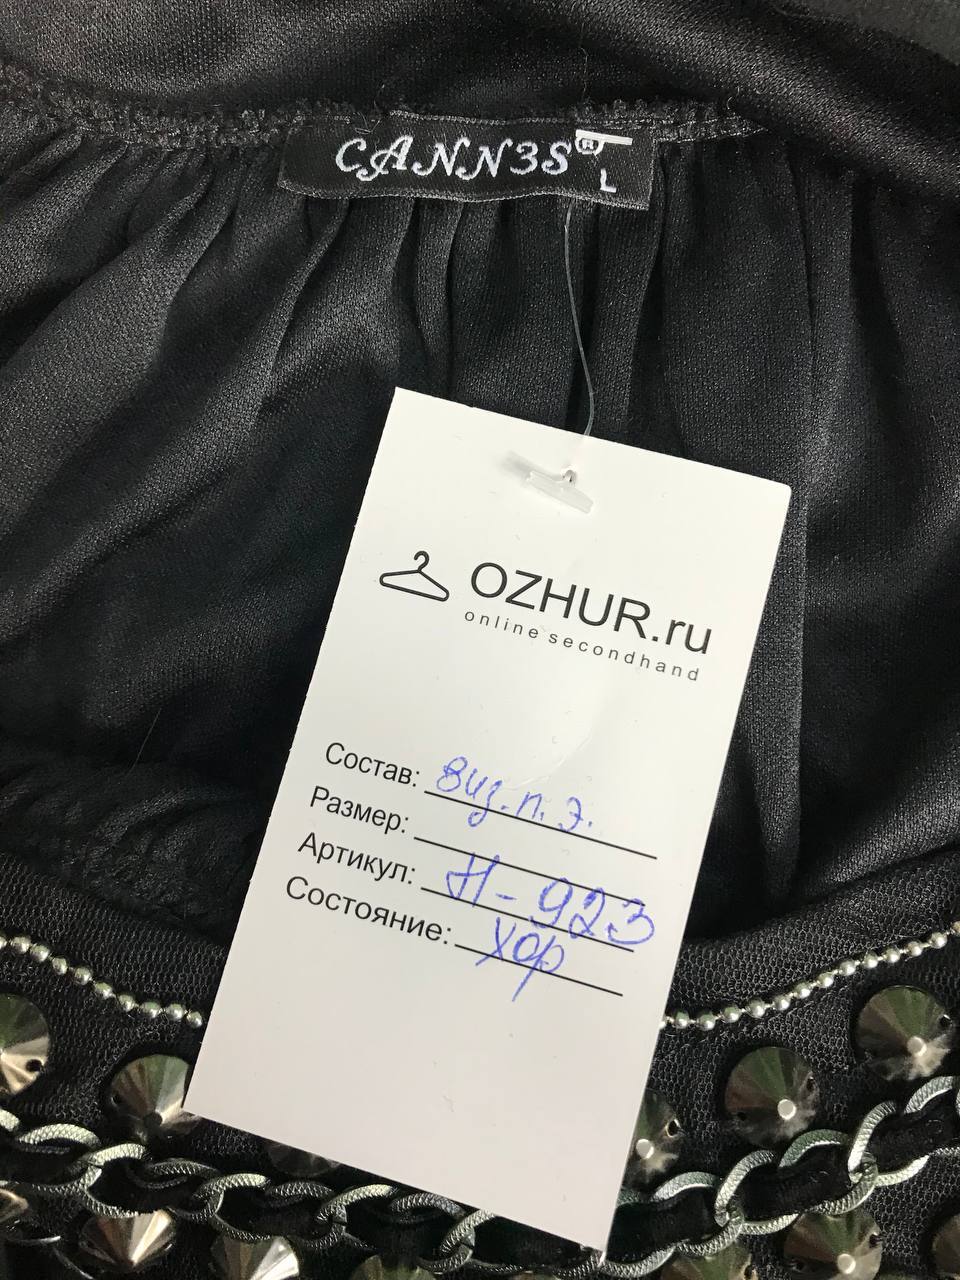 CANN3S®
L
OZHUR.ru
online secondhand
Состав: виз. п. э.
Размер:
Артикул: Н-923
Состояние: хор